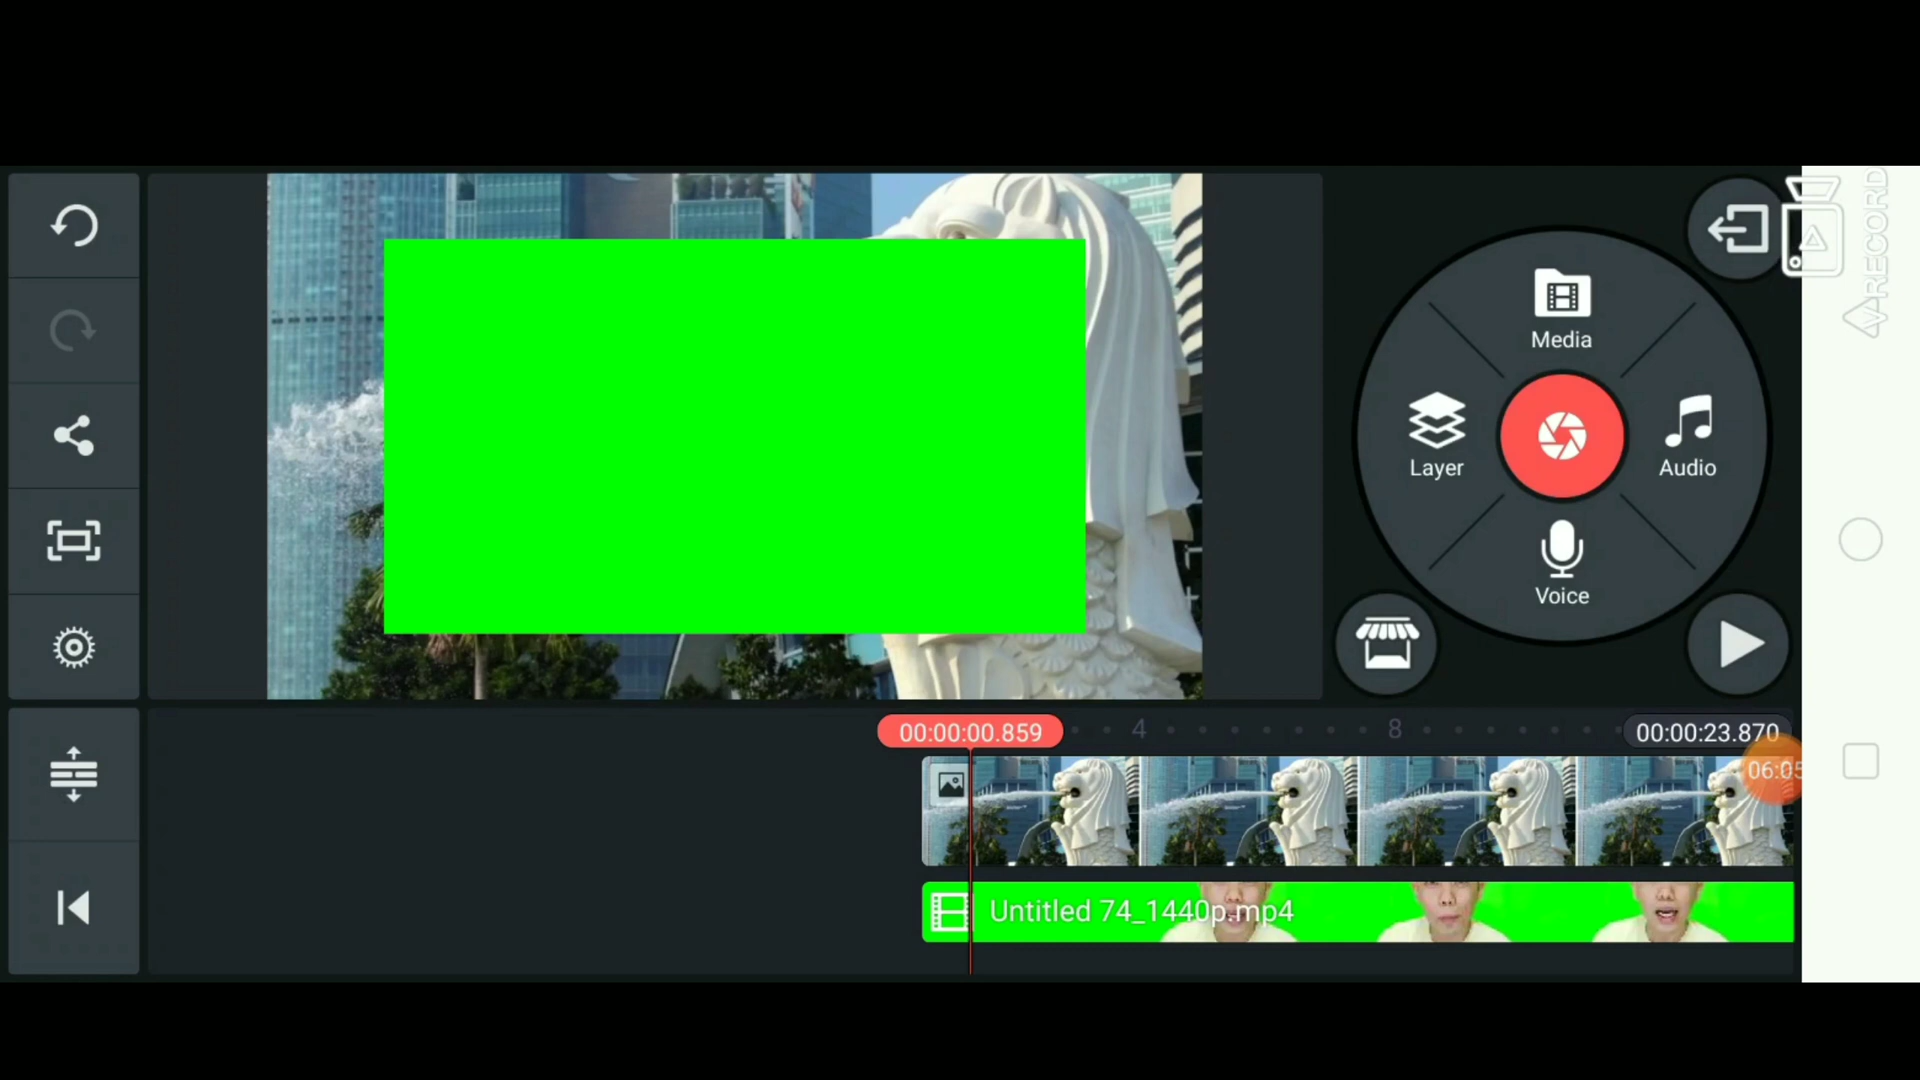 RECORD
Media
Layer
Audio
Voice
00:00:00.859
4
8
00:00:23.870
06:05
Untitled 74_1440p.mp4